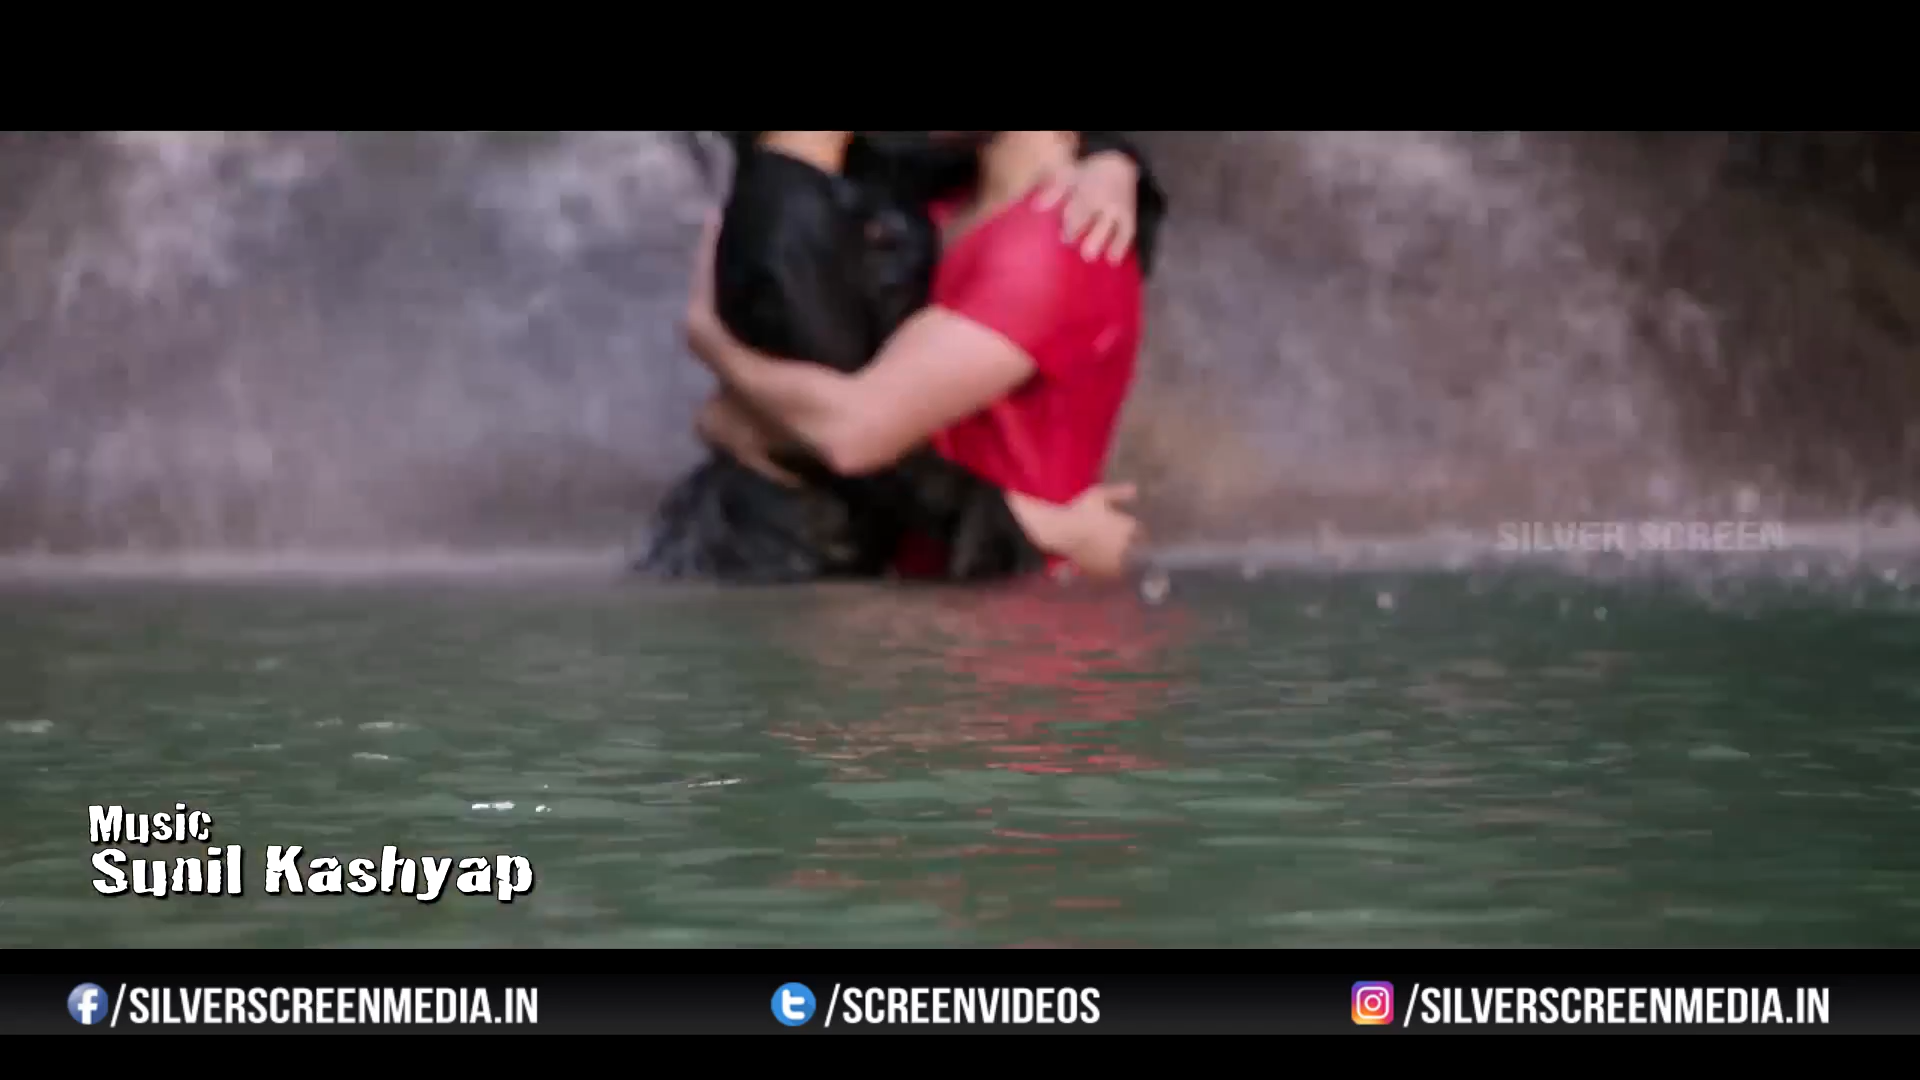 SILVER SCREEN
Music
Sunil Kashyap
/SILVERSCREENMEDIA.IN
/SCREENVIDEOS
/SILVERSCREENMEDIA.IN